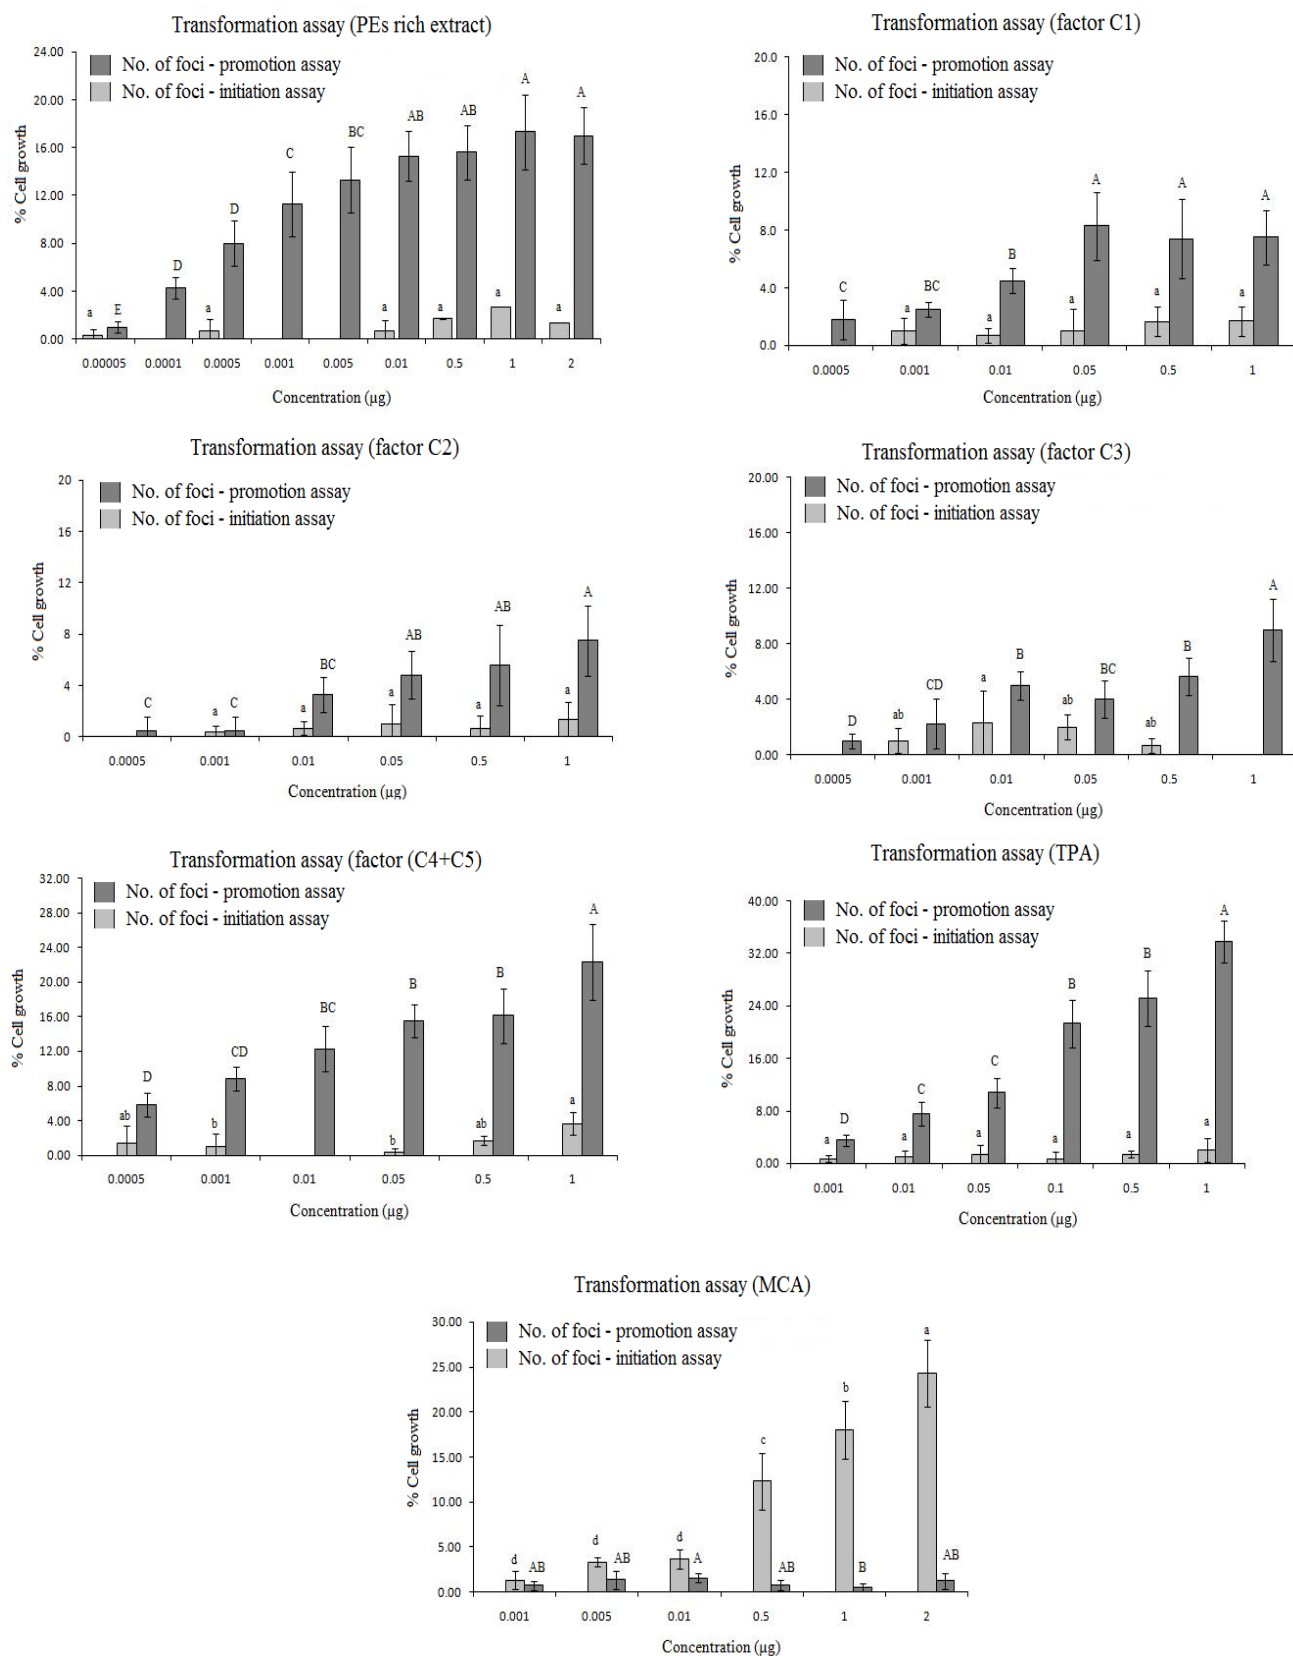 Transformation assay (PEs rich extract)
No. of foci - promotion assay
No. of foci - initiation assay
% Cell growth
24.00
20.00
16.00
12.00
8.00
4.00
0.00
a E D a D C BC a AB a AB a A a A
0.00005 0.0001 0.0005 0.001 0.005 0.01 0.5 1 2
Concentration (µg)
Transformation assay (factor C1)
No. of foci - promotion assay
No. of foci - initiation assay
% Cell growth
20.0
16.0
12.0
8.0
4.0
0.0
C a BC a B a A a A a A
0.0005 0.001 0.01 0.05 0.5 1
Concentration (µg)
Transformation assay (factor C2)
No. of foci - promotion assay
No. of foci - initiation assay
% Cell growth
20
16
12
8
4
0
C a C a BC a AB a AB a A
0.0005 0.001 0.01 0.05 0.5 1
Concentration (µg)
Transformation assay (factor C3)
No. of foci - promotion assay
No. of foci - initiation assay
% Cell growth
20.00
16.00
12.00
8.00
4.00
0.00
D ab CD a B ab BC ab B A
0.0005 0.001 0.01 0.05 0.5 1
Concentration (µg)
Transformation assay (factor (C4+C5)
No. of foci - promotion assay
No. of foci - initiation assay
% Cell growth
32.00
28.00
24.00
20.00
16.00
12.00
8.00
4.00
0.00
ab D b CD BC b B ab B a A
0.0005 0.001 0.01 0.05 0.5 1
Concentration (µg)
Transformation assay (TPA)
No. of foci - promotion assay
No. of foci - initiation assay
% Cell growth
40.00
32.00
24.00
16.00
8.00
0.00
a D a C a C a B a B a A
0.001 0.01 0.05 0.1 0.5 1
Concentration (µg)
Transformation assay (MCA)
No. of foci - promotion assay
No. of foci - initiation assay
% Cell growth
30.00
25.00
20.00
15.00
10.00
5.00
0.00
d AB d AB d A c AB b B a AB
0.001 0.005 0.01 0.5 1 2
Concentration (µg)